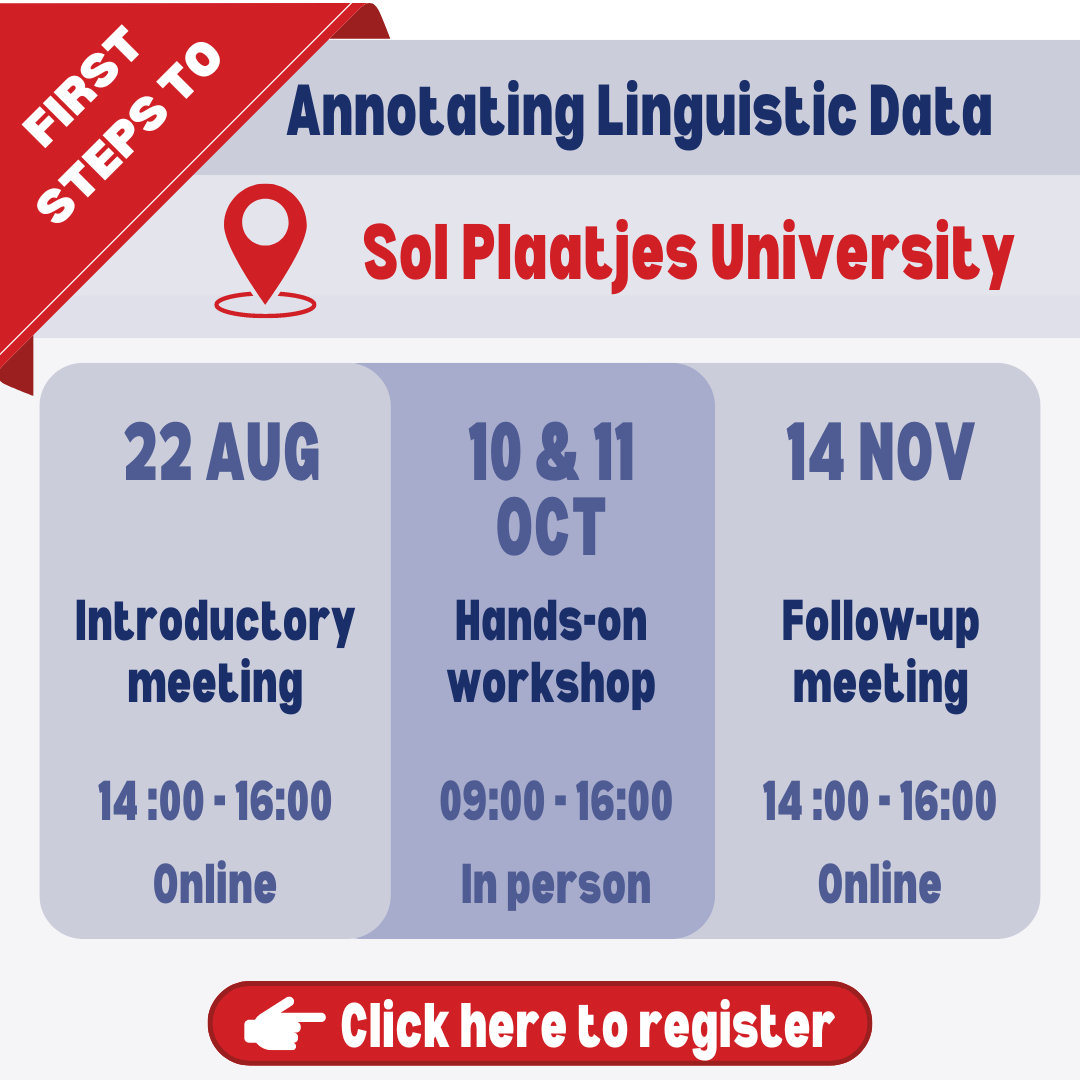 FIRST
STEPS TO
Annotating Linguistic Data
Sol Plaatjes University
22 AUG
Introductory
meeting
14 :00 - 16:00
Online
10 & 11
OCT
Hands-on
workshop
09:00 - 16:00
In person
14 NOV
Follow-up
meeting
14 :00 - 16:00
Online
Click here to register